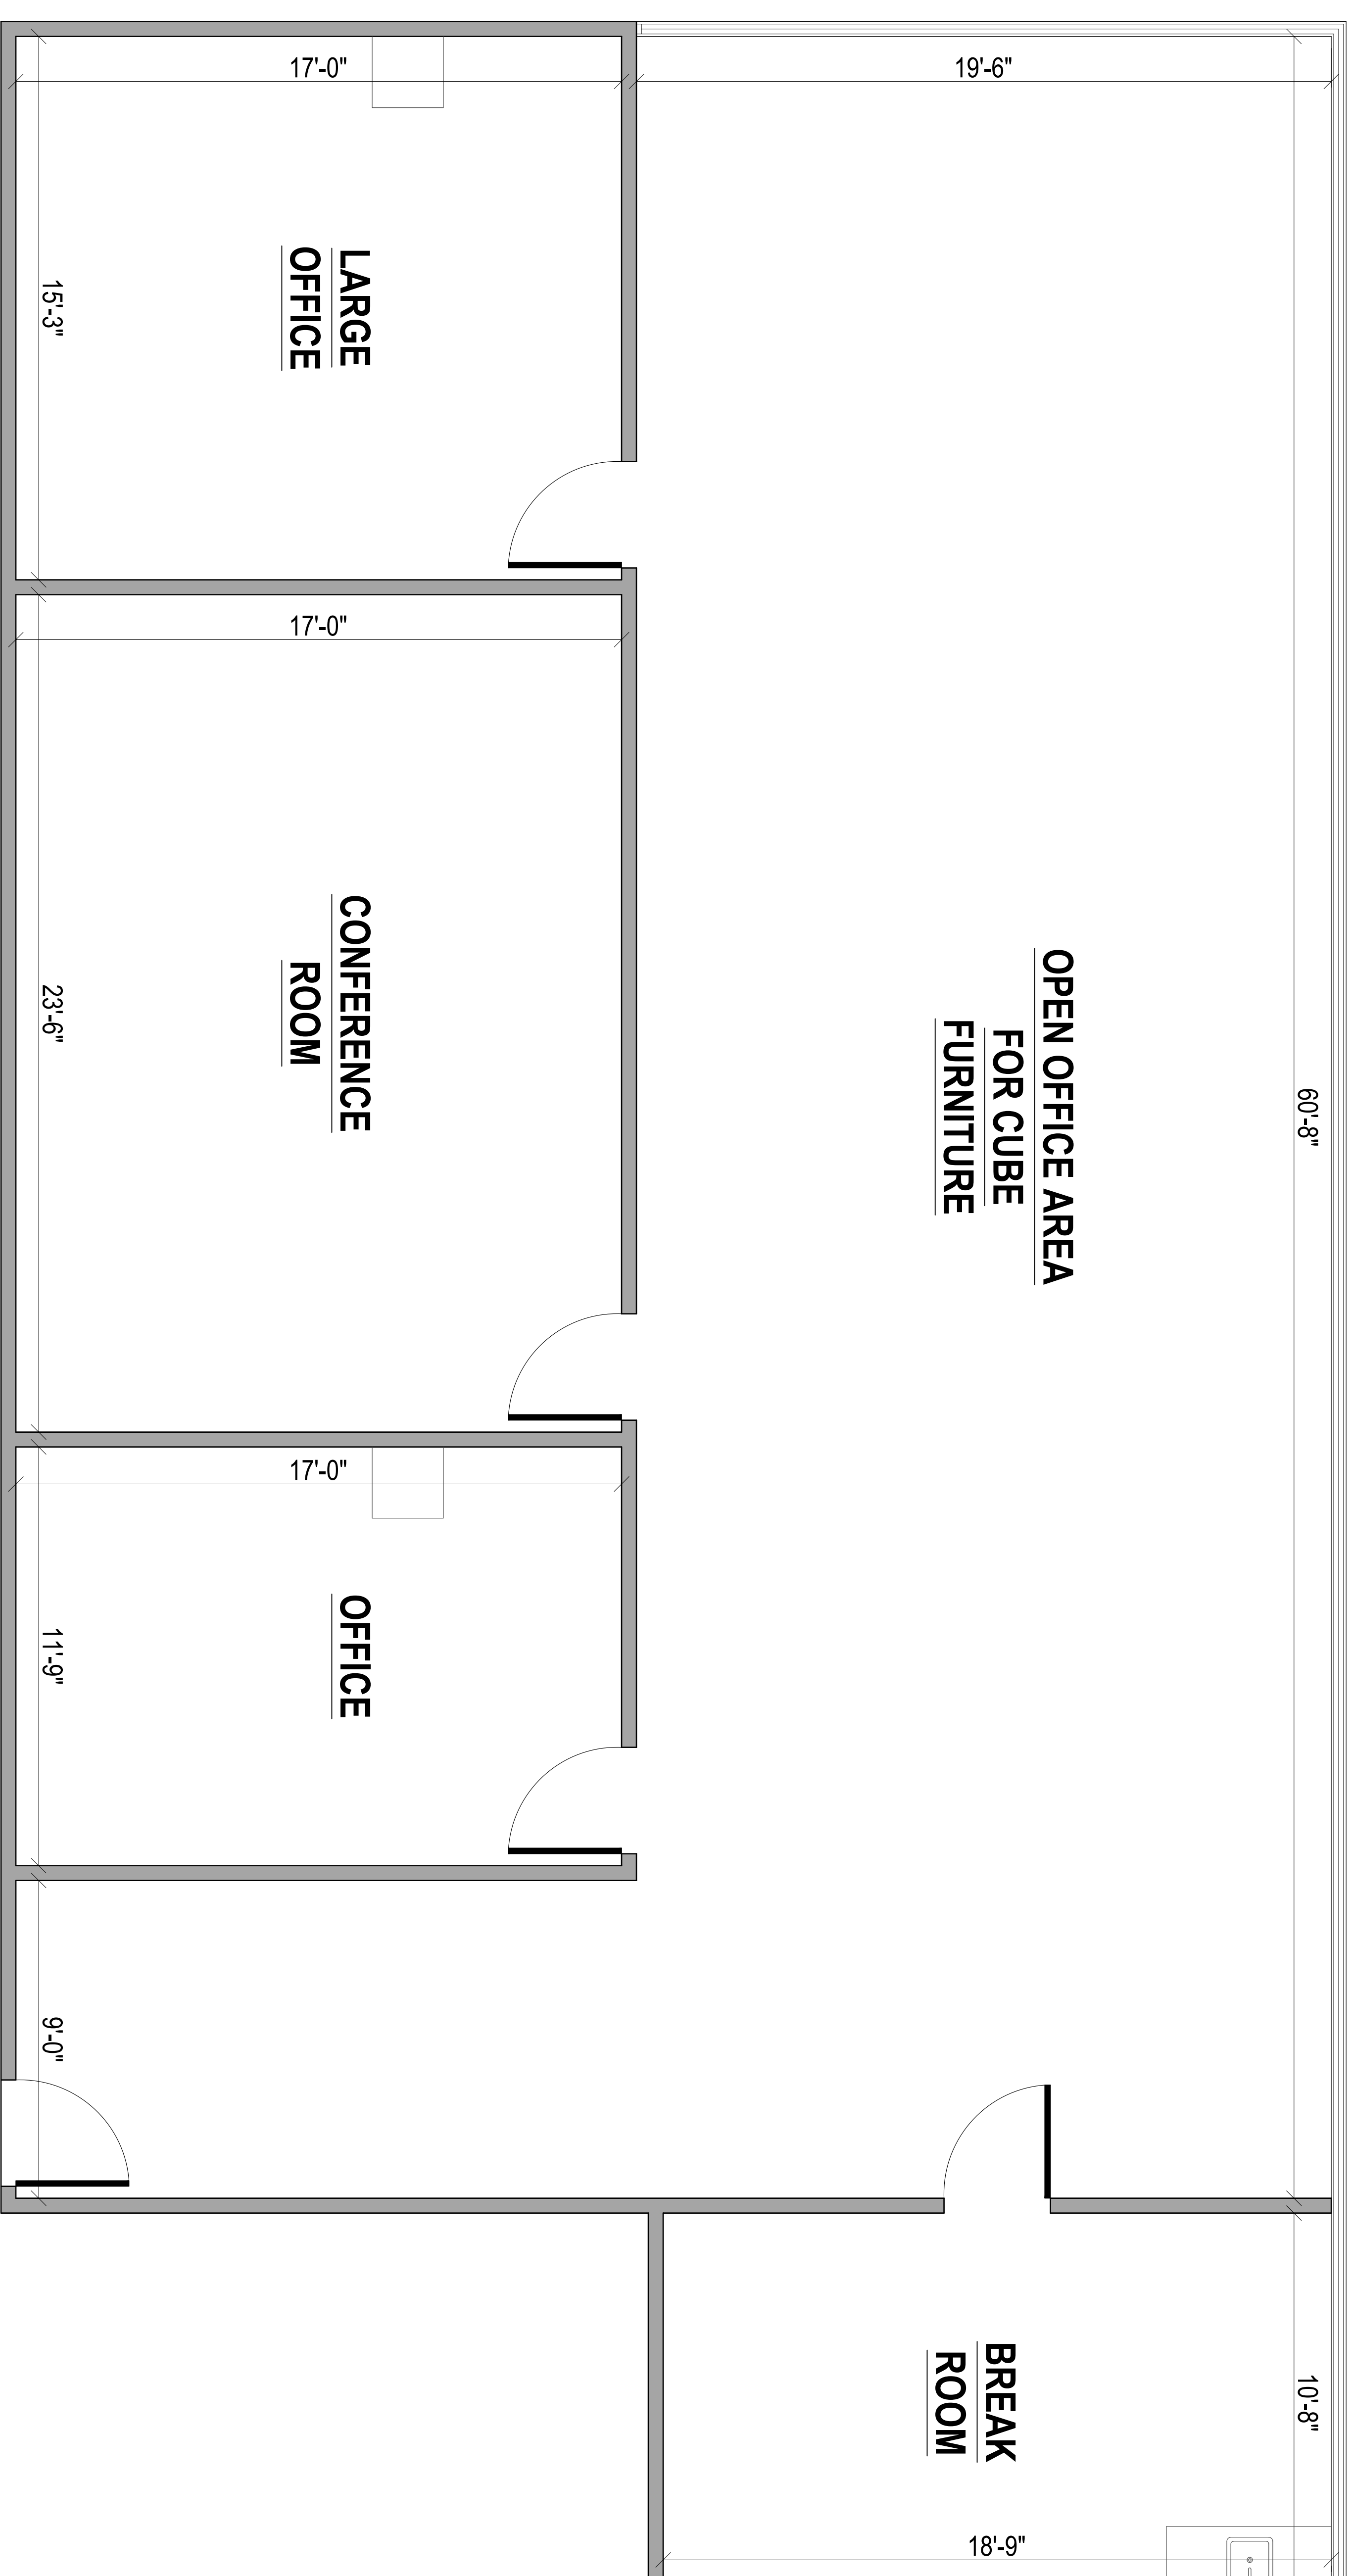 17'-0"
19'-6"
LARGE
OFFICE
15'-3"
17'-0"
CONFERENCE
ROOM
23'-6"
OPEN OFFICE AREA
FOR CUBE
FURNITURE
60'-8"
17'-0"
OFFICE
11'-9"
9'-0"
BREAK
ROOM
10'-8"
18'-9"